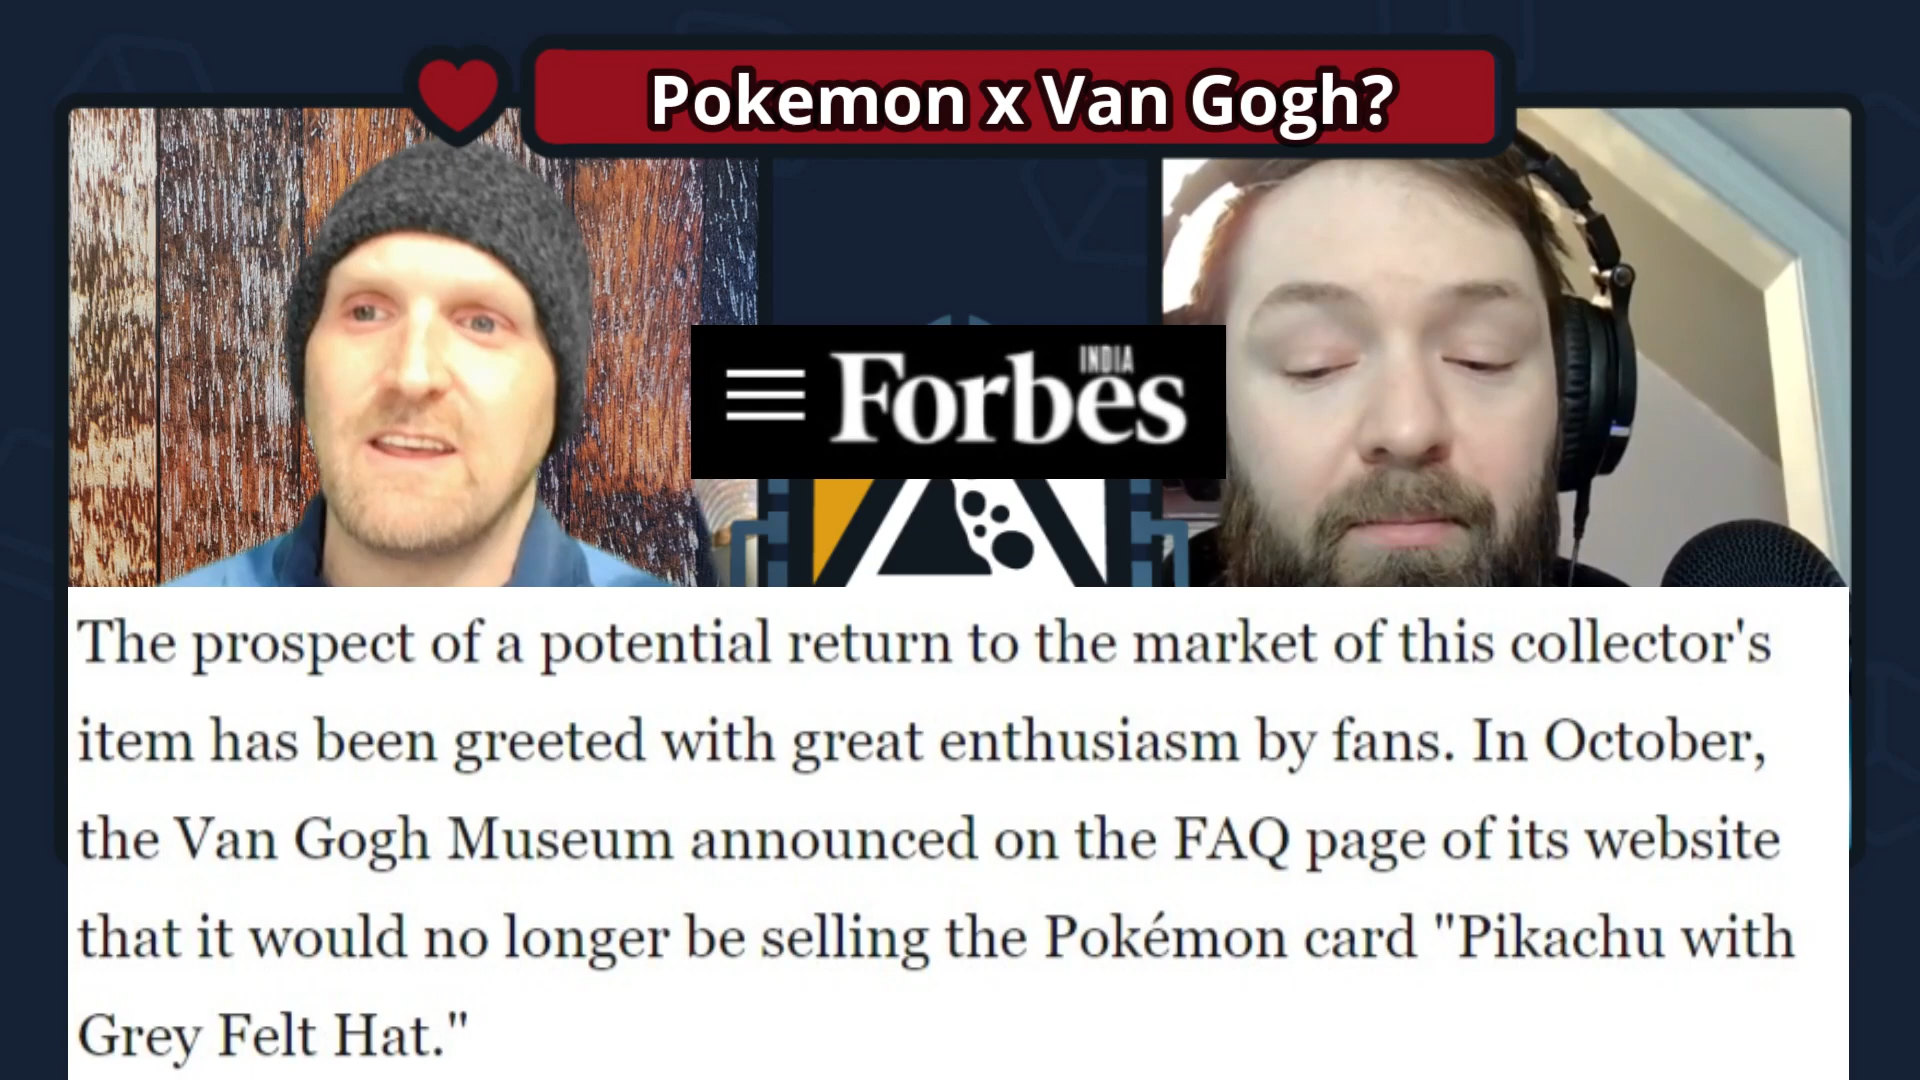 Pokemon x Van Gogh?
INDIA
Forbes
The prospect of a potential return to the market of this collector's
item has been greeted with great enthusiasm by fans. In October,
the Van Gogh Museum announced on the FAQ page of its website
that it would no longer be selling the Pokémon card "Pikachu with
Grey Felt Hat."